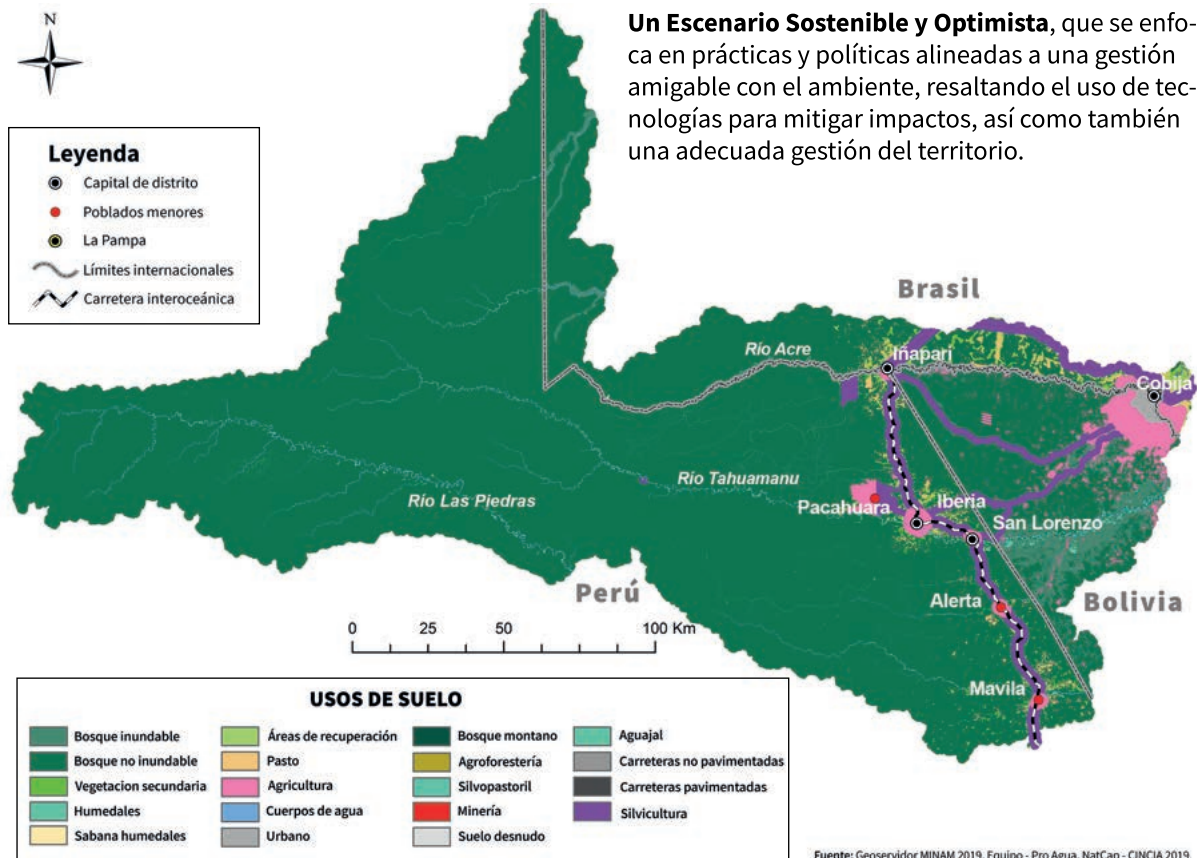 N
Un Escenario Sostenible y Optimista, que se enfo-
ca en prácticas y políticas alineadas a una gestión
amigable con el ambiente, resaltando el uso de tec-
nologías para mitigar impactos, así como también
una adecuada gestión del territorio.
Leyenda
Capital de distrito
Poblados menores
La Pampa
Límites internacionales
Carretera interoceánica
Brasil
Río Acre
Iñapari
Cobija
Río Tahuamanu
Río Las Piedras
Pacahuara
Iberia
San Lorenzo
Perú
Bolivia
Alerta
Mavila
0 25 50 100 Km
USOS DE SUELO
Bosque inundable
Bosque no inundable
Vegetacion secundaria
Humedales
Sabana humedales
Áreas de recuperación
Pasto
Agricultura
Cuerpos de agua
Urbano
Bosque montano
Agroforestería
Silvopastoril
Minería
Suelo desnudo
Aguajal
Carreteras no pavimentadas
Carreteras pavimentadas
Silvicultura
Fuente: Geoservidor MINAM 2019, Equipo - Pro Agua, NatCap - CINCIA 2019.